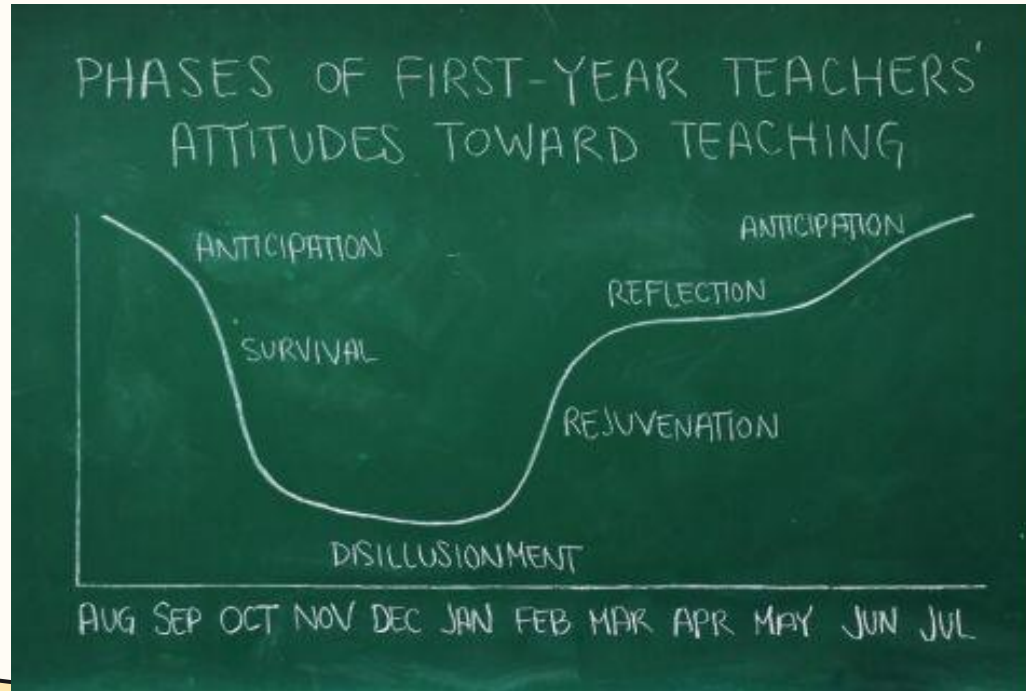 PHASES OF FIRST-YEAR TEACHERS'
ATTITUDES TOWARD TEACHING
ANTICIPATION
SURVIVAL
DISILLUSIONMENT
REJUVENATION
REFLECTION
ANTICIPATION
AUG SEP OCT NOV DEC JAN FEB MAR APR MAY JUN JUL